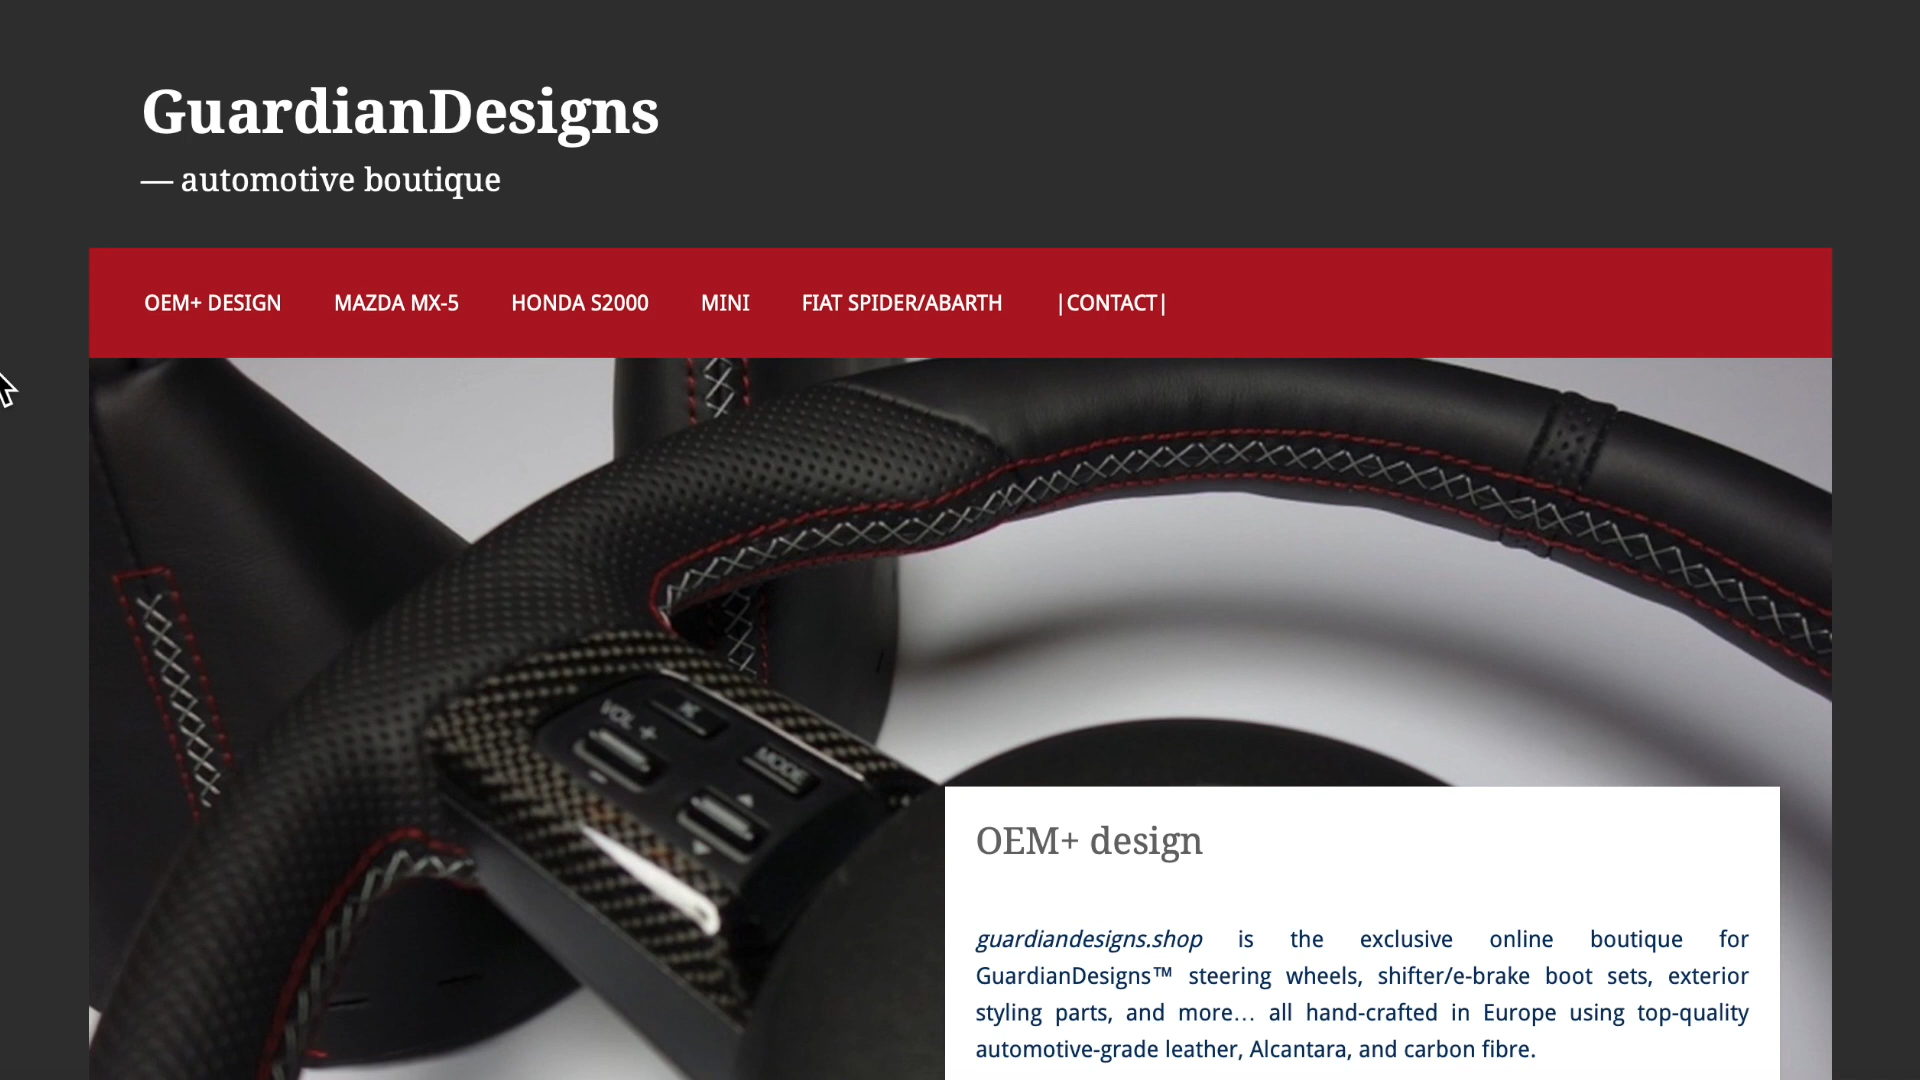 GuardianDesigns
— automotive boutique
OEM+ DESIGN MAZDA MX-5 HONDA S2000 MINI FIAT SPIDER/ABARTH |CONTACT|
VOL +
MODE
OEM+ design
guardiandesigns.shop is the exclusive online boutique for
GuardianDesigns™ steering wheels, shifter/e-brake boot sets, exterior
styling parts, and more… all hand-crafted in Europe using top-quality
automotive-grade leather, Alcantara, and carbon fibre.